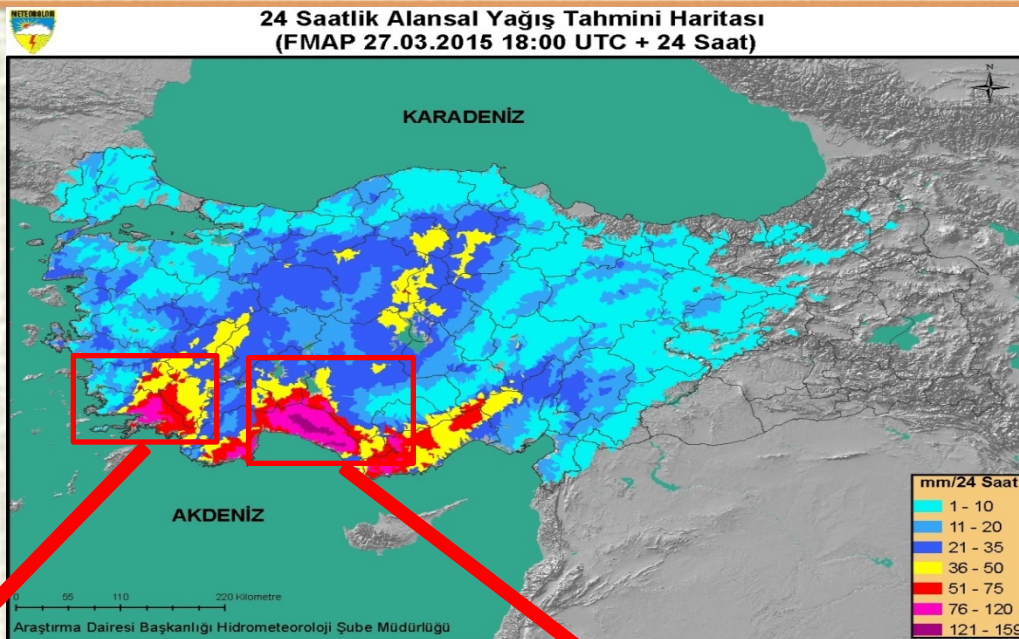 METEOROLOJİ
24 Saatlik Alansal Yağış Tahmini Haritası
(FMAP 27.03.2015 18:00 UTC + 24 Saat)
N
KARADENİZ
AKDENİZ
mm/24 Saat
1 - 10
11 - 20
21 - 35
36 - 50
51 - 75
76 - 120
121 - 159
0 55 110 220 Kilometre
Araştırma Dairesi Başkanlığı Hidrometeoroloji Şube Müdürlüğü